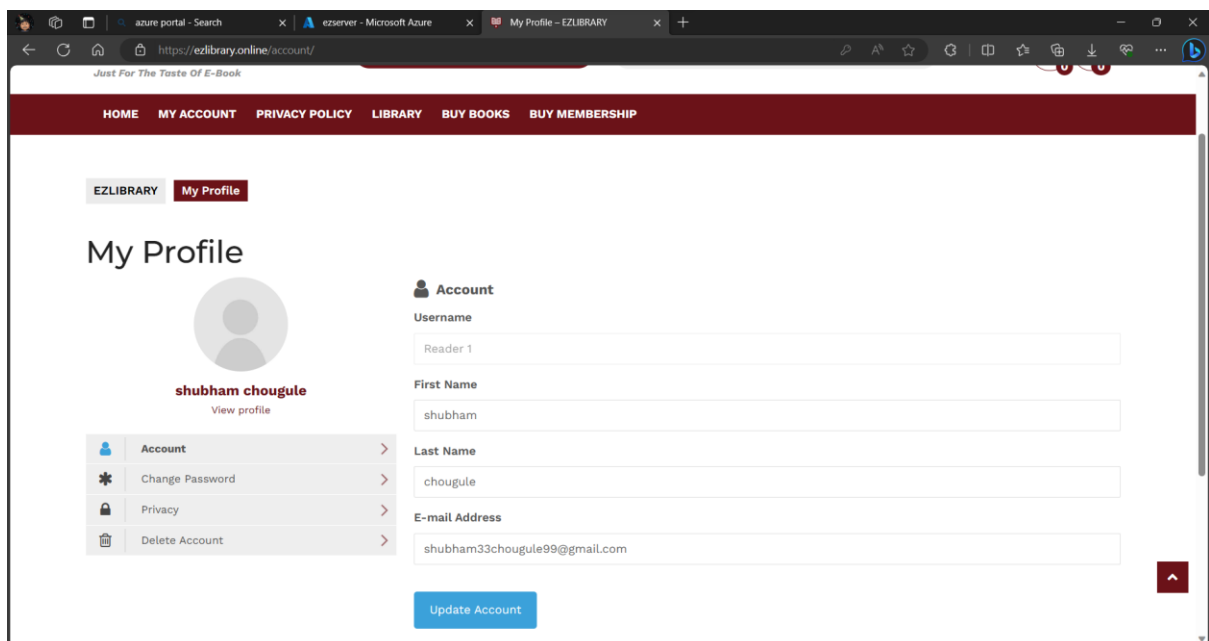 azure portal - Search
ezserver - Microsoft Azure
My Profile – EZLIBRARY
https://ezlibrary.online/account/
Just For The Taste Of E-Book
0 0
HOME MY ACCOUNT PRIVACY POLICY LIBRARY BUY BOOKS BUY MEMBERSHIP
EZLIBRARY My Profile
My Profile
shubham chougule
View profile
Account
Change Password
Privacy
Delete Account
Account
Username
Reader 1
First Name
shubham
Last Name
chougule
E-mail Address
shubham33chougule99@gmail.com
Update Account